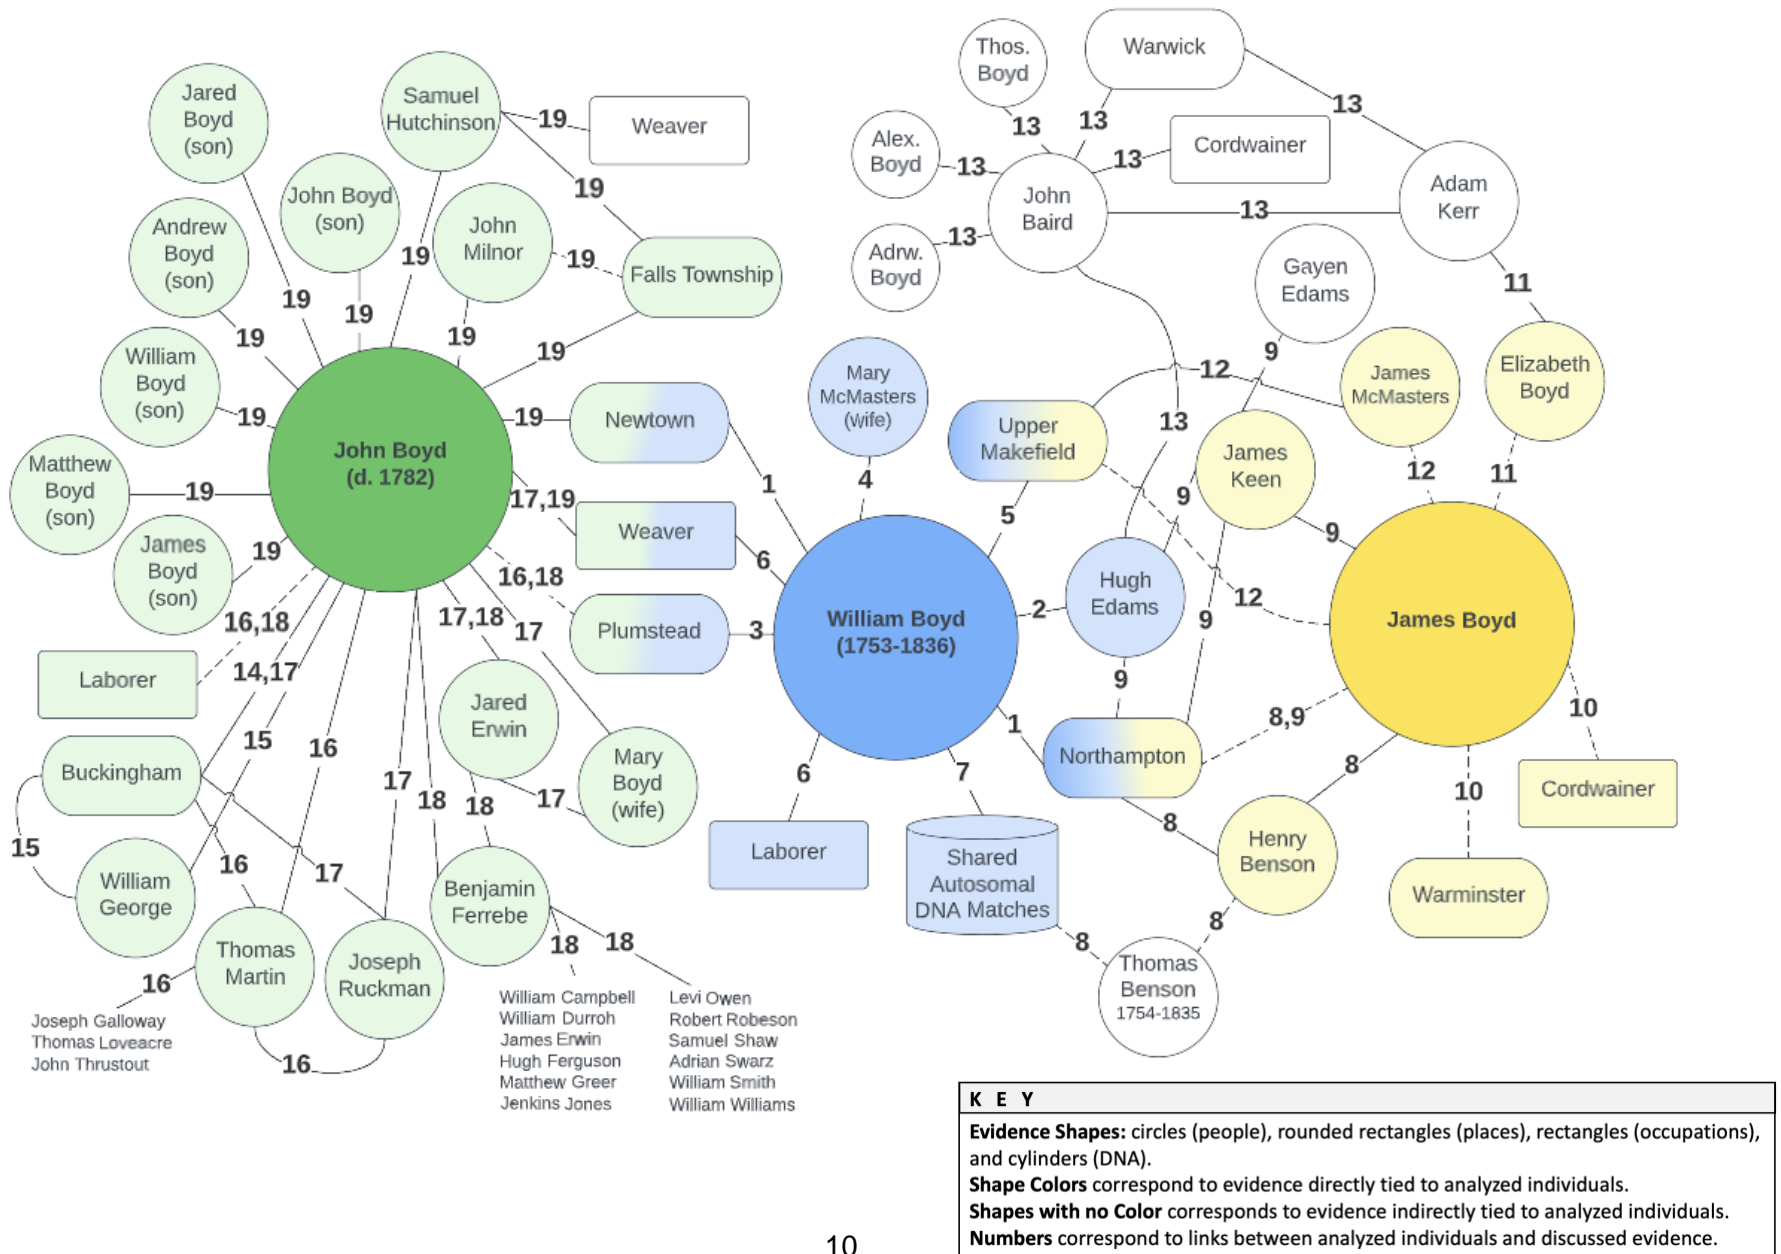 Thos.
Boyd
Warwick
Jared
Boyd
(son)
Samuel
Hutchinson
19
Weaver
13
13
13
Alex.
Boyd
13
13
Cordwainer
John Boyd
(son)
19
John
Baird
Adam
Kerr
13
Andrew
Boyd
(son)
John
Milnor
19
19
Falls Township
Adrw.
Boyd
13
Gayen
Edams
11
19
19
19
19
19
William
Boyd
(son)
19
Mary
McMasters
(wife)
9
12
James
McMasters
Elizabeth
Boyd
19
Newtown
Upper
Makefield
13
James
Keen
John Boyd
(d. 1782)
Matthew
Boyd
(son)
19
17,19
1
4
5
9
12
11
9
Weaver
6
James
Boyd
(son)
19
16,18
Hugh
Edams
2
12
16,18
17,18
17
Plumstead
3
William Boyd
(1753-1836)
9
James Boyd
Laborer
14,17
9
Jared
Erwin
1
8,9
10
15
16
Buckingham
Mary
Boyd
(wife)
6
7
Northampton
8
10
Cordwainer
17
18
18
17
8
15
16
17
Laborer
Shared
Autosomal
DNA Matches
Henry
Benson
William
George
Benjamin
Ferrebe
Warminster
8
8
18
18
Thomas
Martin
Joseph
Ruckman
16
Thomas
Benson
1754-1835
Joseph Galloway
Thomas Loveacre
John Thrustout
16
William Campbell
William Durroh
James Erwin
Hugh Ferguson
Matthew Greer
Jenkins Jones
Levi Owen
Robert Robeson
Samuel Shaw
Adrian Swarz
William Smith
William Williams
K E Y
Evidence Shapes: circles (people), rounded rectangles (places), rectangles (occupations),
and cylinders (DNA).
Shape Colors correspond to evidence directly tied to analyzed individuals.
Shapes with no Color corresponds to evidence indirectly tied to analyzed individuals.
Numbers correspond to links between analyzed individuals and discussed evidence.
10